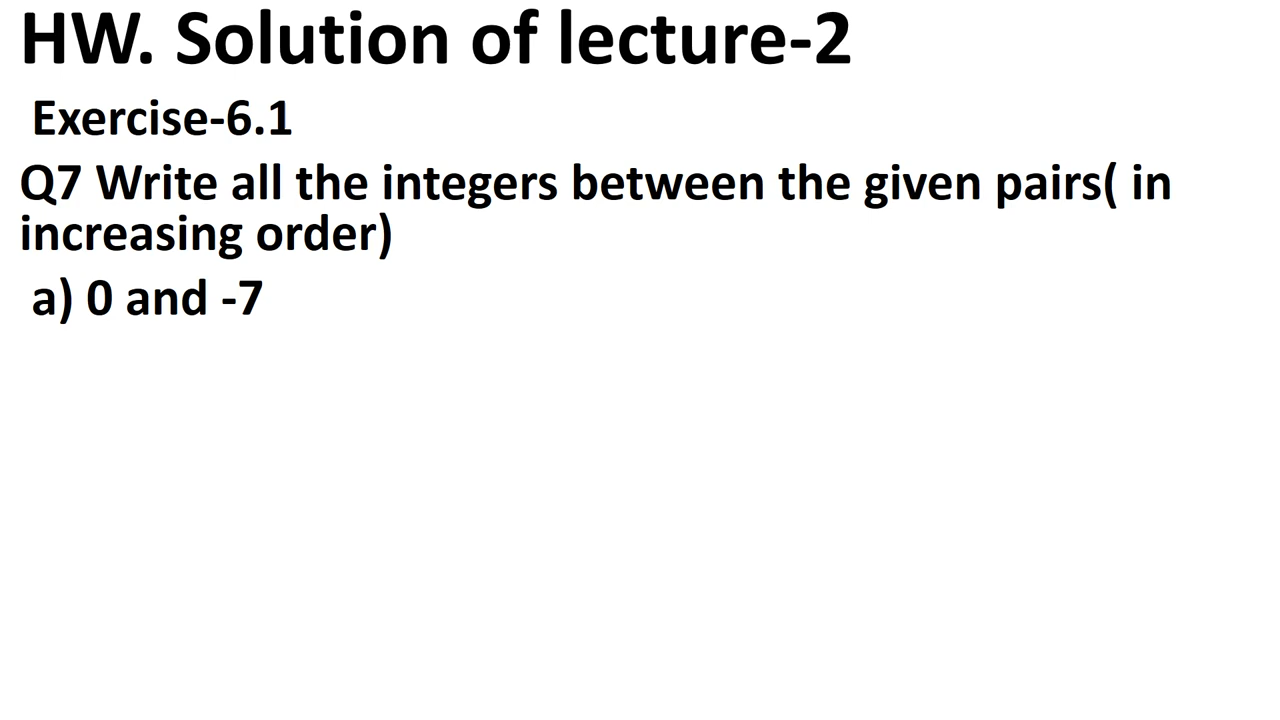 HW. Solution of lecture-2
Exercise-6.1
Q7 Write all the integers between the given pairs( in
increasing order)
a) 0 and -7